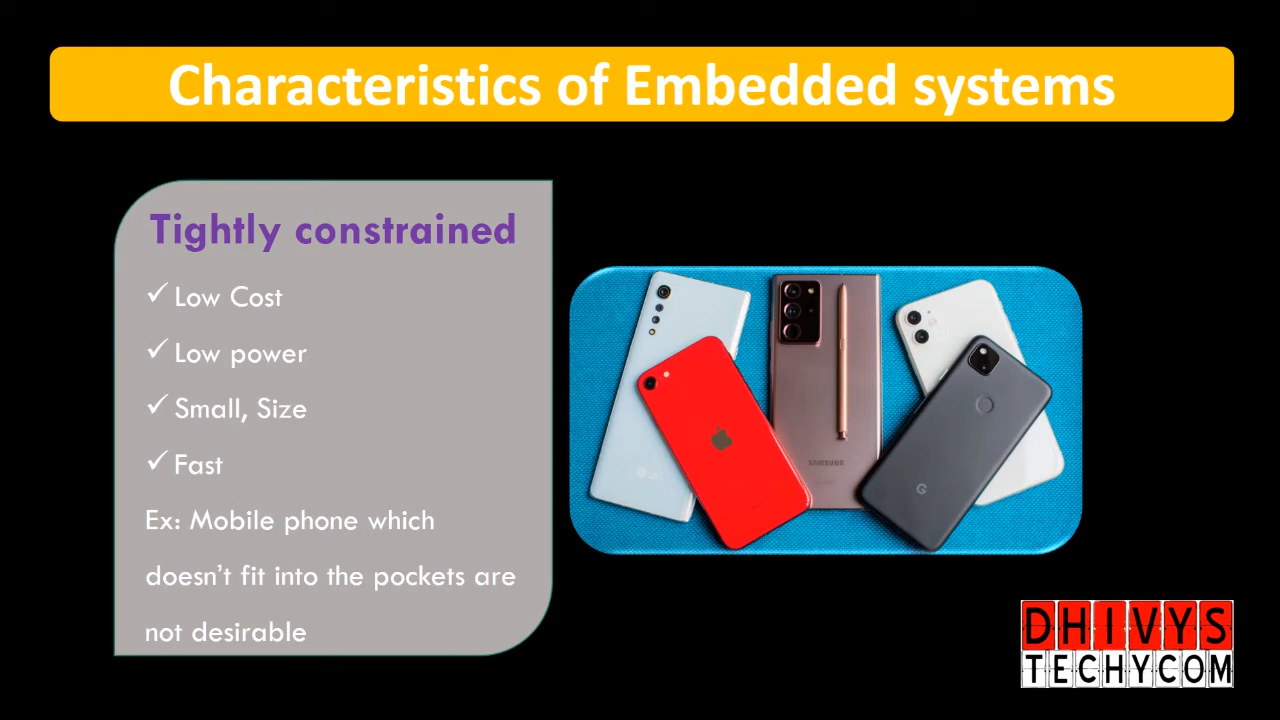 Characteristics of Embedded systems
Tightly constrained
✓ Low Cost
✓ Low power
✓ Small, Size
✓ Fast
Ex: Mobile phone which
doesn't fit into the pockets are
not desirable
SAMSUNG
LG
G
DHIVYS
TECHYCOM